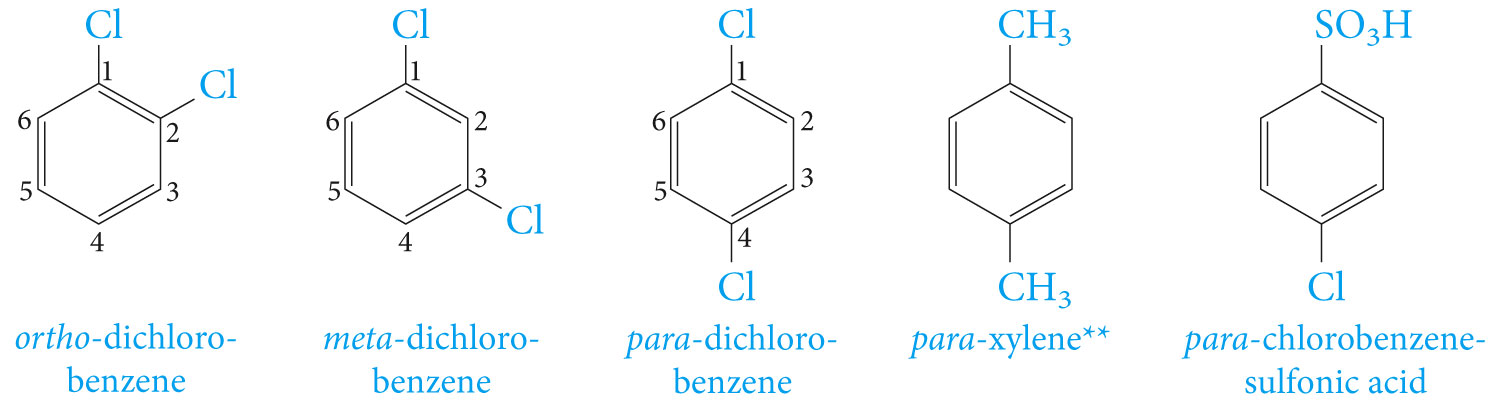 Cl
1
Cl
2
3
4
5
6
ortho-dichloro-
benzene
Cl
1
2
3
Cl
4
5
6
meta-dichloro-
benzene
Cl
1
2
3
4
5
6
Cl
para-dichloro-
benzene
CH₃
CH₃
para-xylene**
SO₃H
Cl
para-chlorobenzene-
sulfonic acid